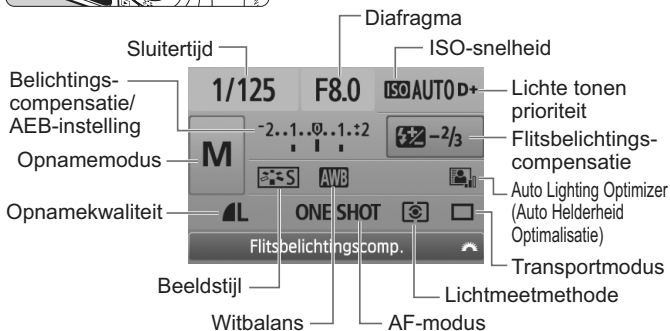 Diafragma
Sluitertijd
ISO-snelheid
Belichtings-
compensatie/
AEB-instelling
1/125 F8.0 ISO AUTO D+
Lichte tonen
prioriteit
-2..1..0..1..+2
-2/3
Flitsbelichtings-
compensatie
Opnamemodus
M
S AWB
Auto Lighting Optimizer
(Auto Helderheid
Optimalisatie)
Opnamekwaliteit
L ONE SHOT
Transportmodus
Flitsbelichtingscomp.
Beeldstijl
Lichtmeetmethode
Witbalans
AF-modus